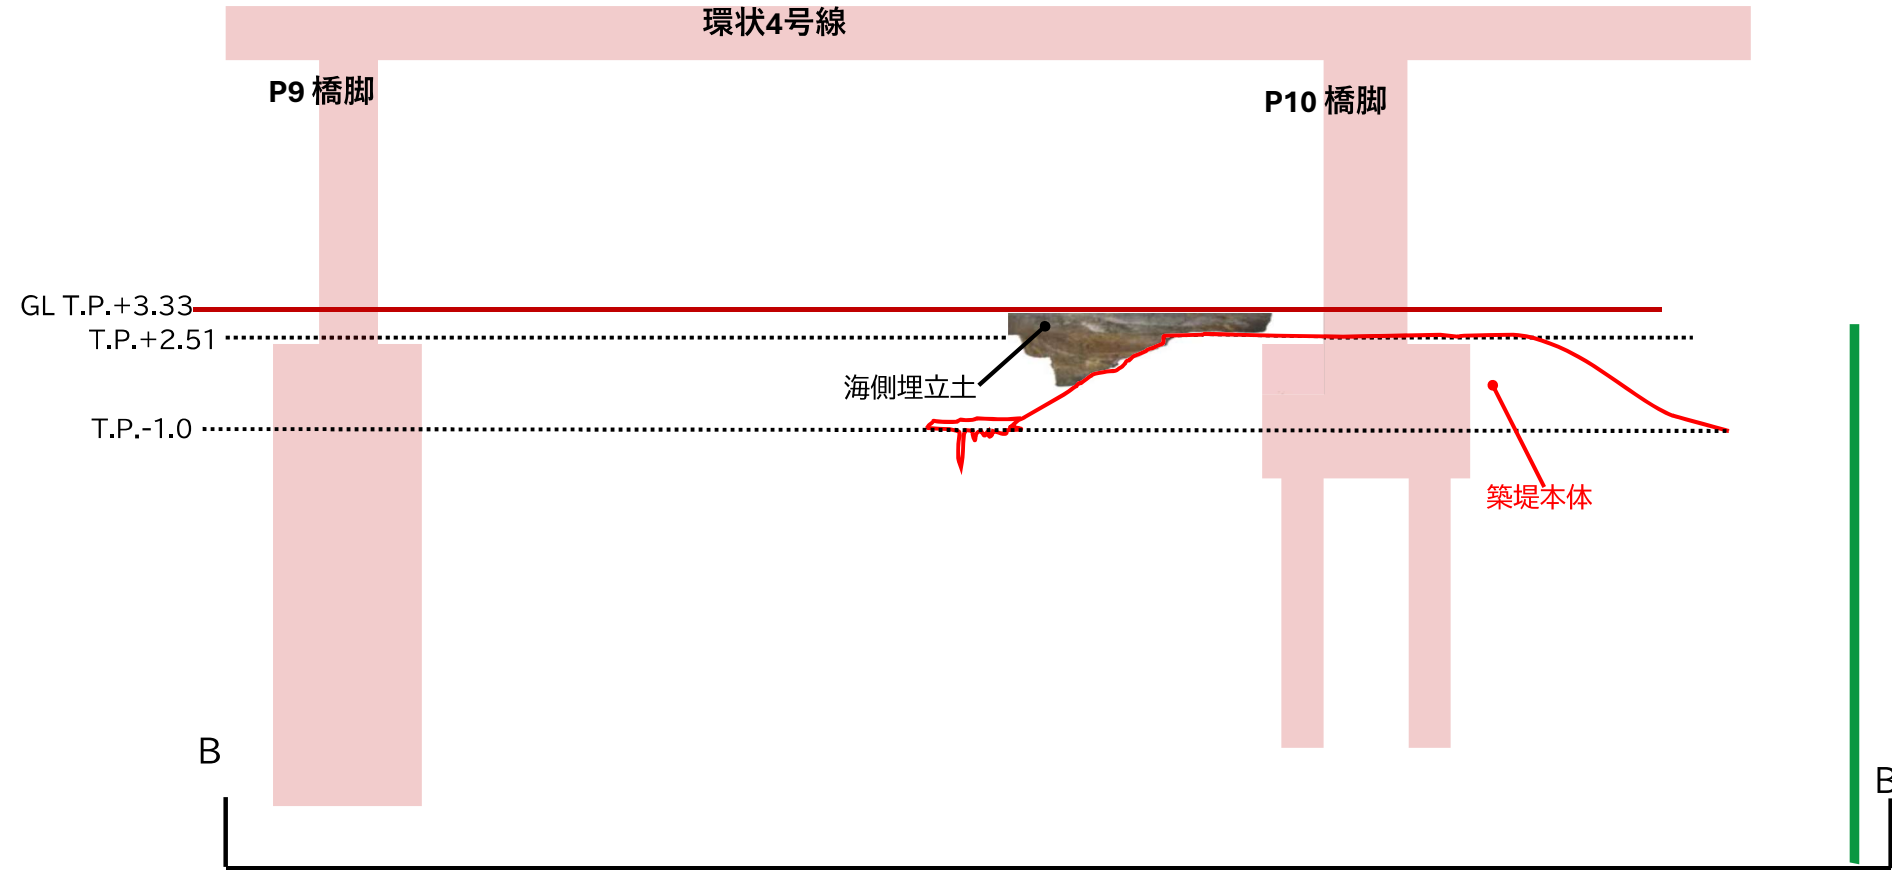 環状4号線
P9 橋脚
P10 橋脚
GL T.P.+3.33
T.P.+2.51
海側埋立土
T.P.-1.0
築堤本体
B
B